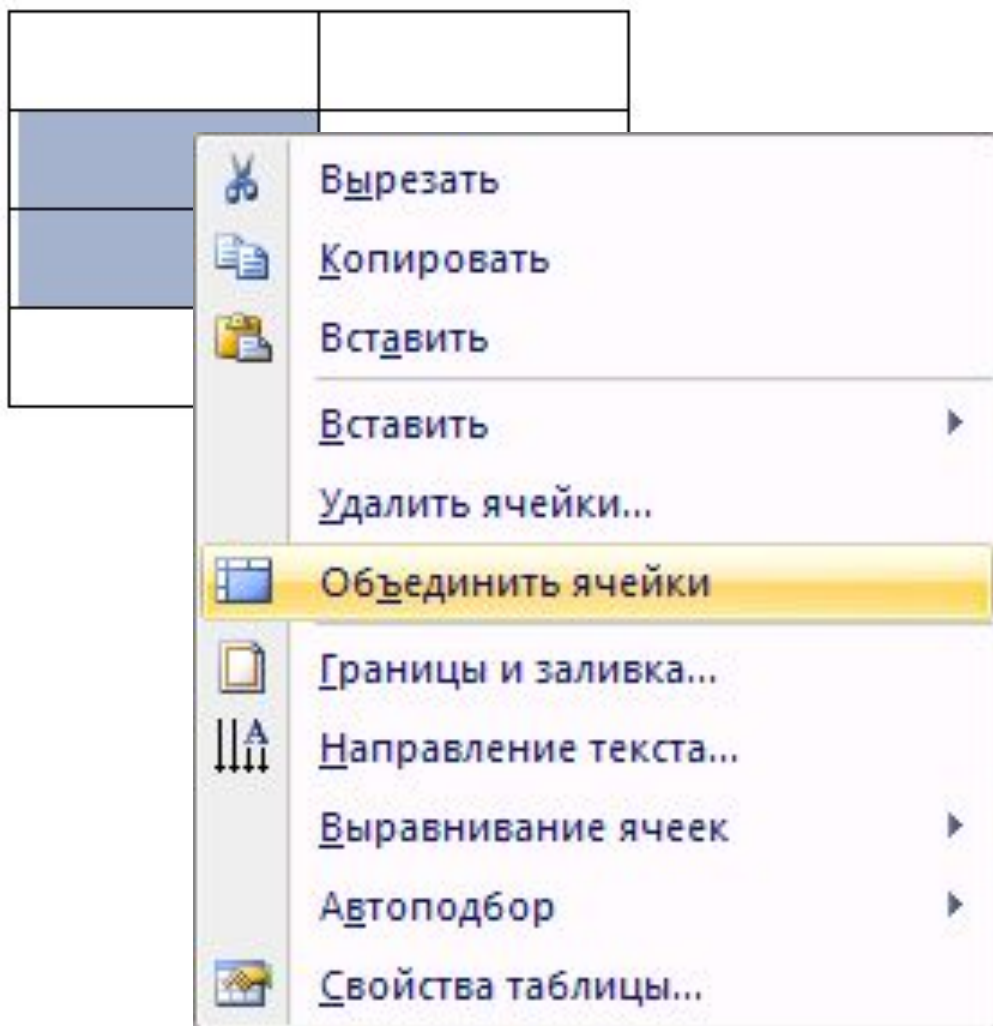 Вырезать
Копировать
Вставить
Вставить
Удалить ячейки...
Объединить ячейки
Границы и заливка...
Направление текста...
Выравнивание ячеек
Автоподбор
Свойства таблицы...